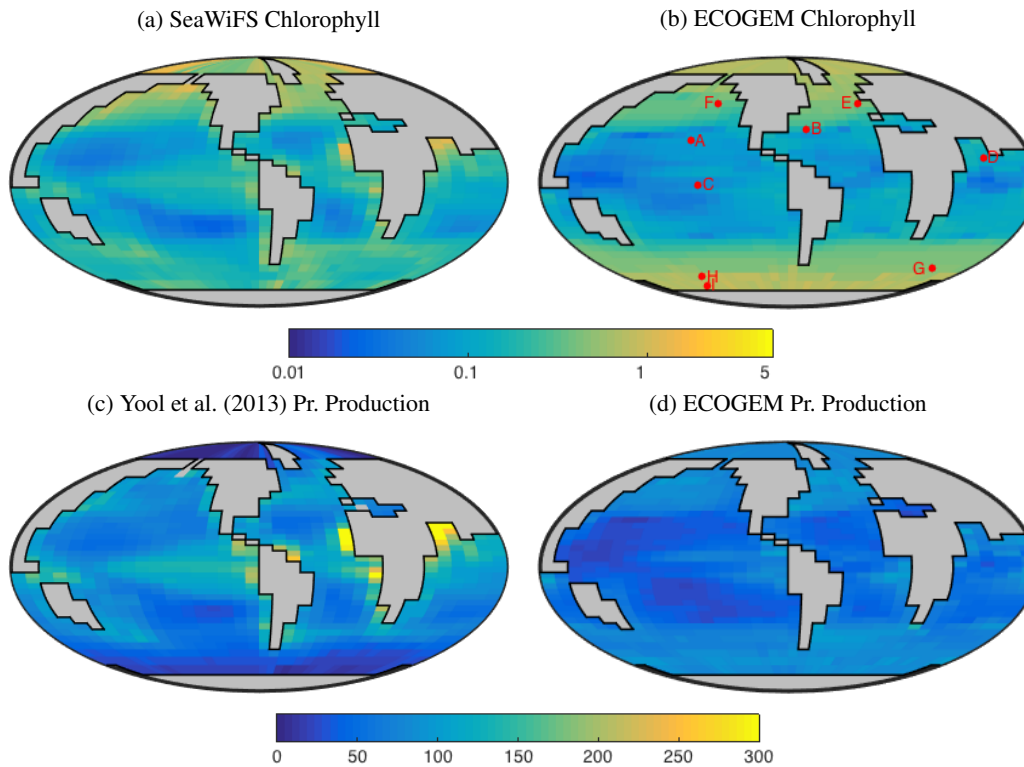 (a) SeaWiFS Chlorophyll
(b) ECOGEM Chlorophyll
F
E
B
A
D
C
G
H
I
0.01
0.1
1
5
(c) Yool et al. (2013) Pr. Production
(d) ECOGEM Pr. Production
0
50
100
150
200
250
300